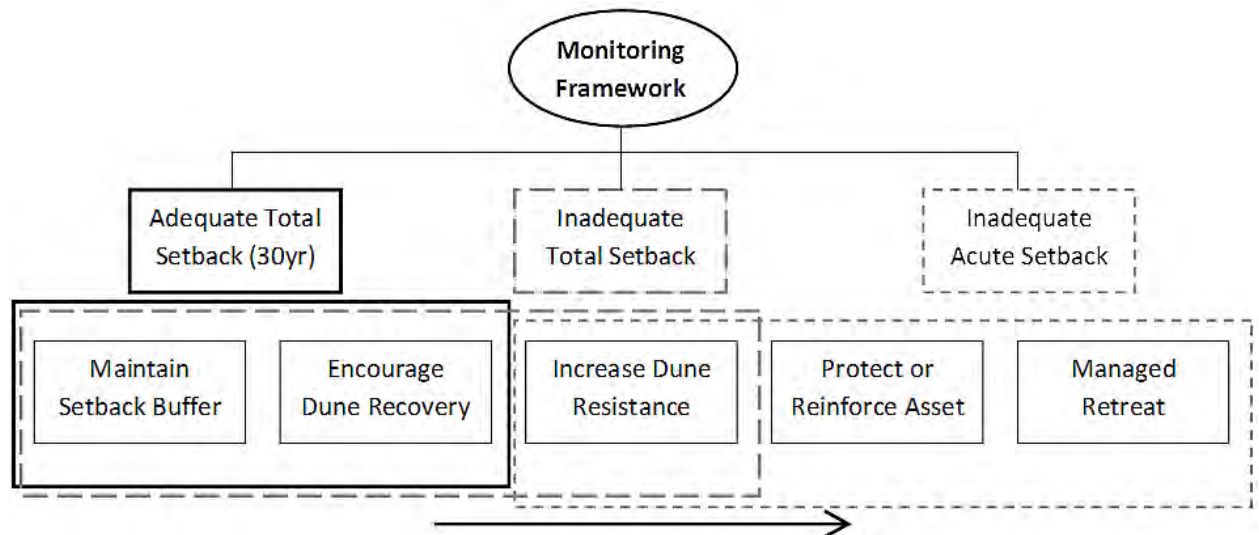 Monitoring
Framework
Adequate Total
Setback (30yr)
Inadequate
Total Setback
Inadequate
Acute Setback
Maintain
Setback Buffer
Encourage
Dune Recovery
Increase Dune
Resistance
Protect or
Reinforce Asset
Managed
Retreat